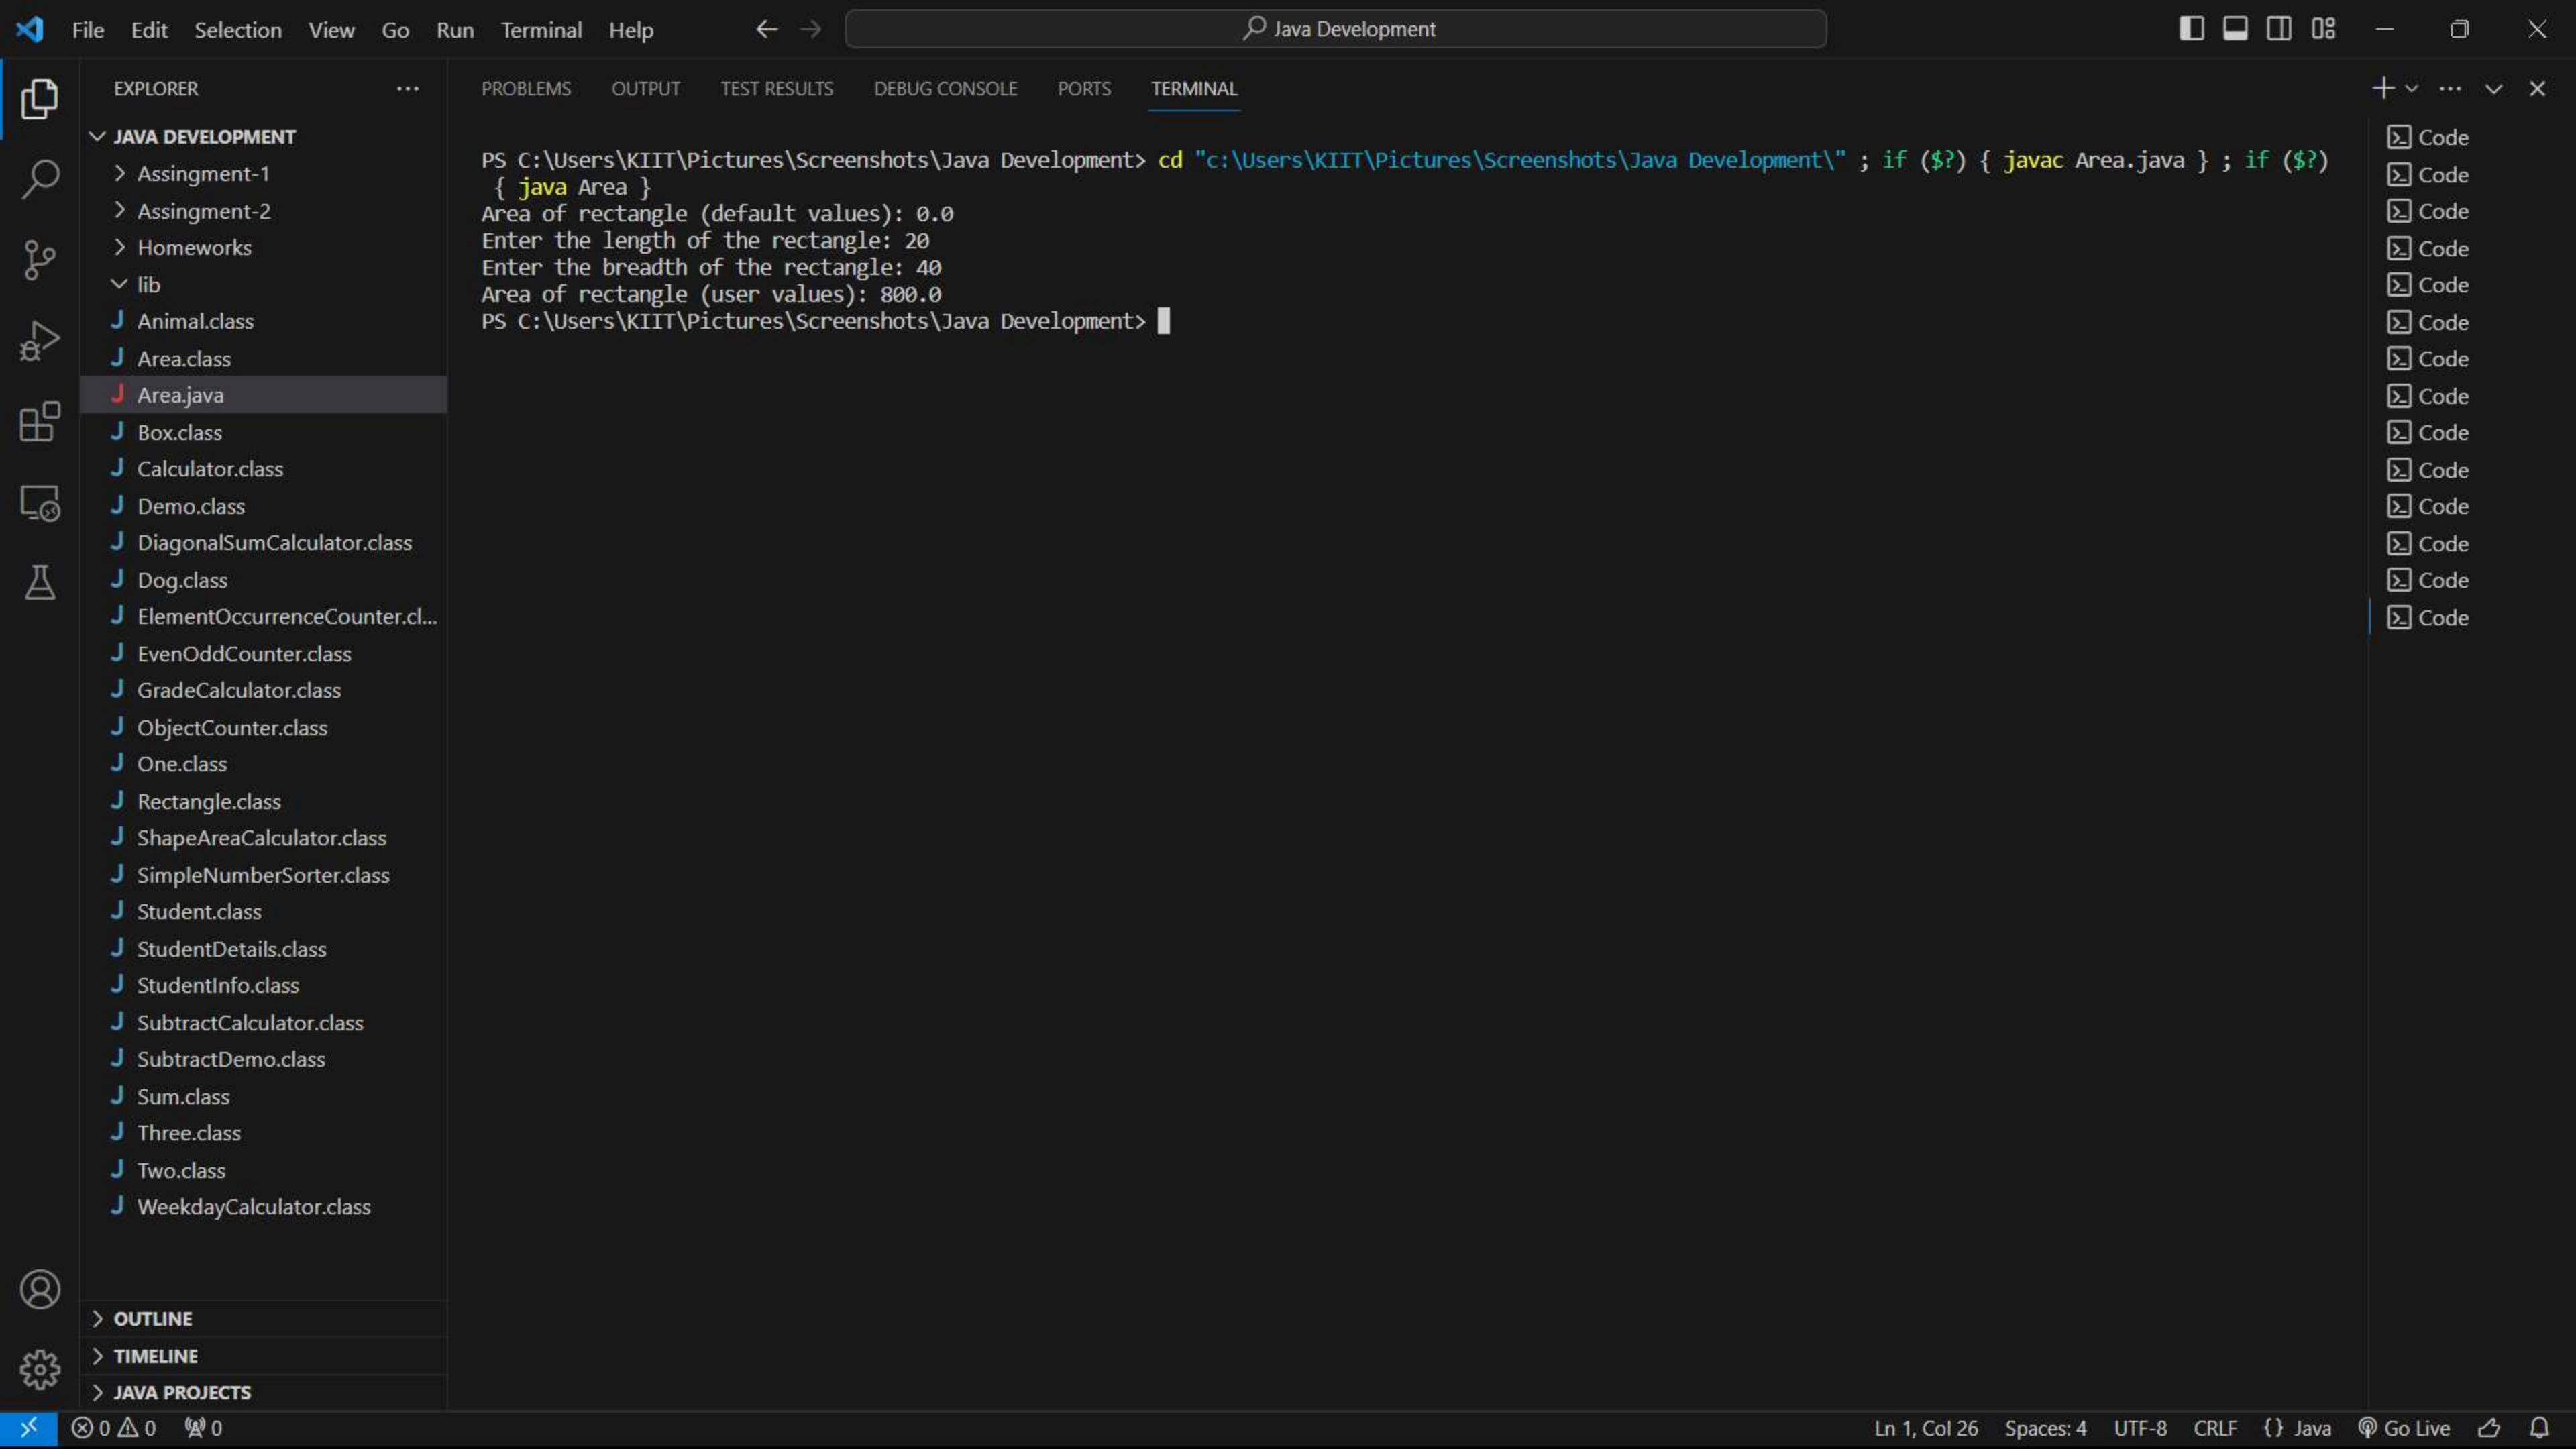 File Edit Selection View Go Run Terminal Help
Java Development
EXPLORER
JAVA DEVELOPMENT
Assingment-1
Assingment-2
Homeworks
lib
Animal.class
Area.class
Area.java
Box.class
Calculator.class
Demo.class
DiagonalSumCalculator.class
Dog.class
ElementOccurrenceCounter.cl...
EvenOddCounter.class
GradeCalculator.class
ObjectCounter.class
One.class
Rectangle.class
ShapeAreaCalculator.class
SimpleNumberSorter.class
Student.class
StudentDetails.class
StudentInfo.class
SubtractCalculator.class
SubtractDemo.class
Sum.class
Three.class
Two.class
WeekdayCalculator.class
OUTLINE
TIMELINE
JAVA PROJECTS
PROBLEMS OUTPUT TEST RESULTS DEBUG CONSOLE PORTS TERMINAL
PS C:\Users\KIIT\Pictures\Screenshots\Java Development> cd "c:\Users\KIIT\Pictures\Screenshots\Java Development\" ; if ($?) { javac Area.java } ; if ($?)
{ java Area }
Area of rectangle (default values): 0.0
Enter the length of the rectangle: 20
Enter the breadth of the rectangle: 40
Area of rectangle (user values): 800.0
PS C:\Users\KIIT\Pictures\Screenshots\Java Development>
Code
Code
Code
Code
Code
Code
Code
Code
Code
Code
Code
Code
Code
Code
0 0 0 Ln 1, Col 26 Spaces: 4 UTF-8 CRLF {} Java Go Live